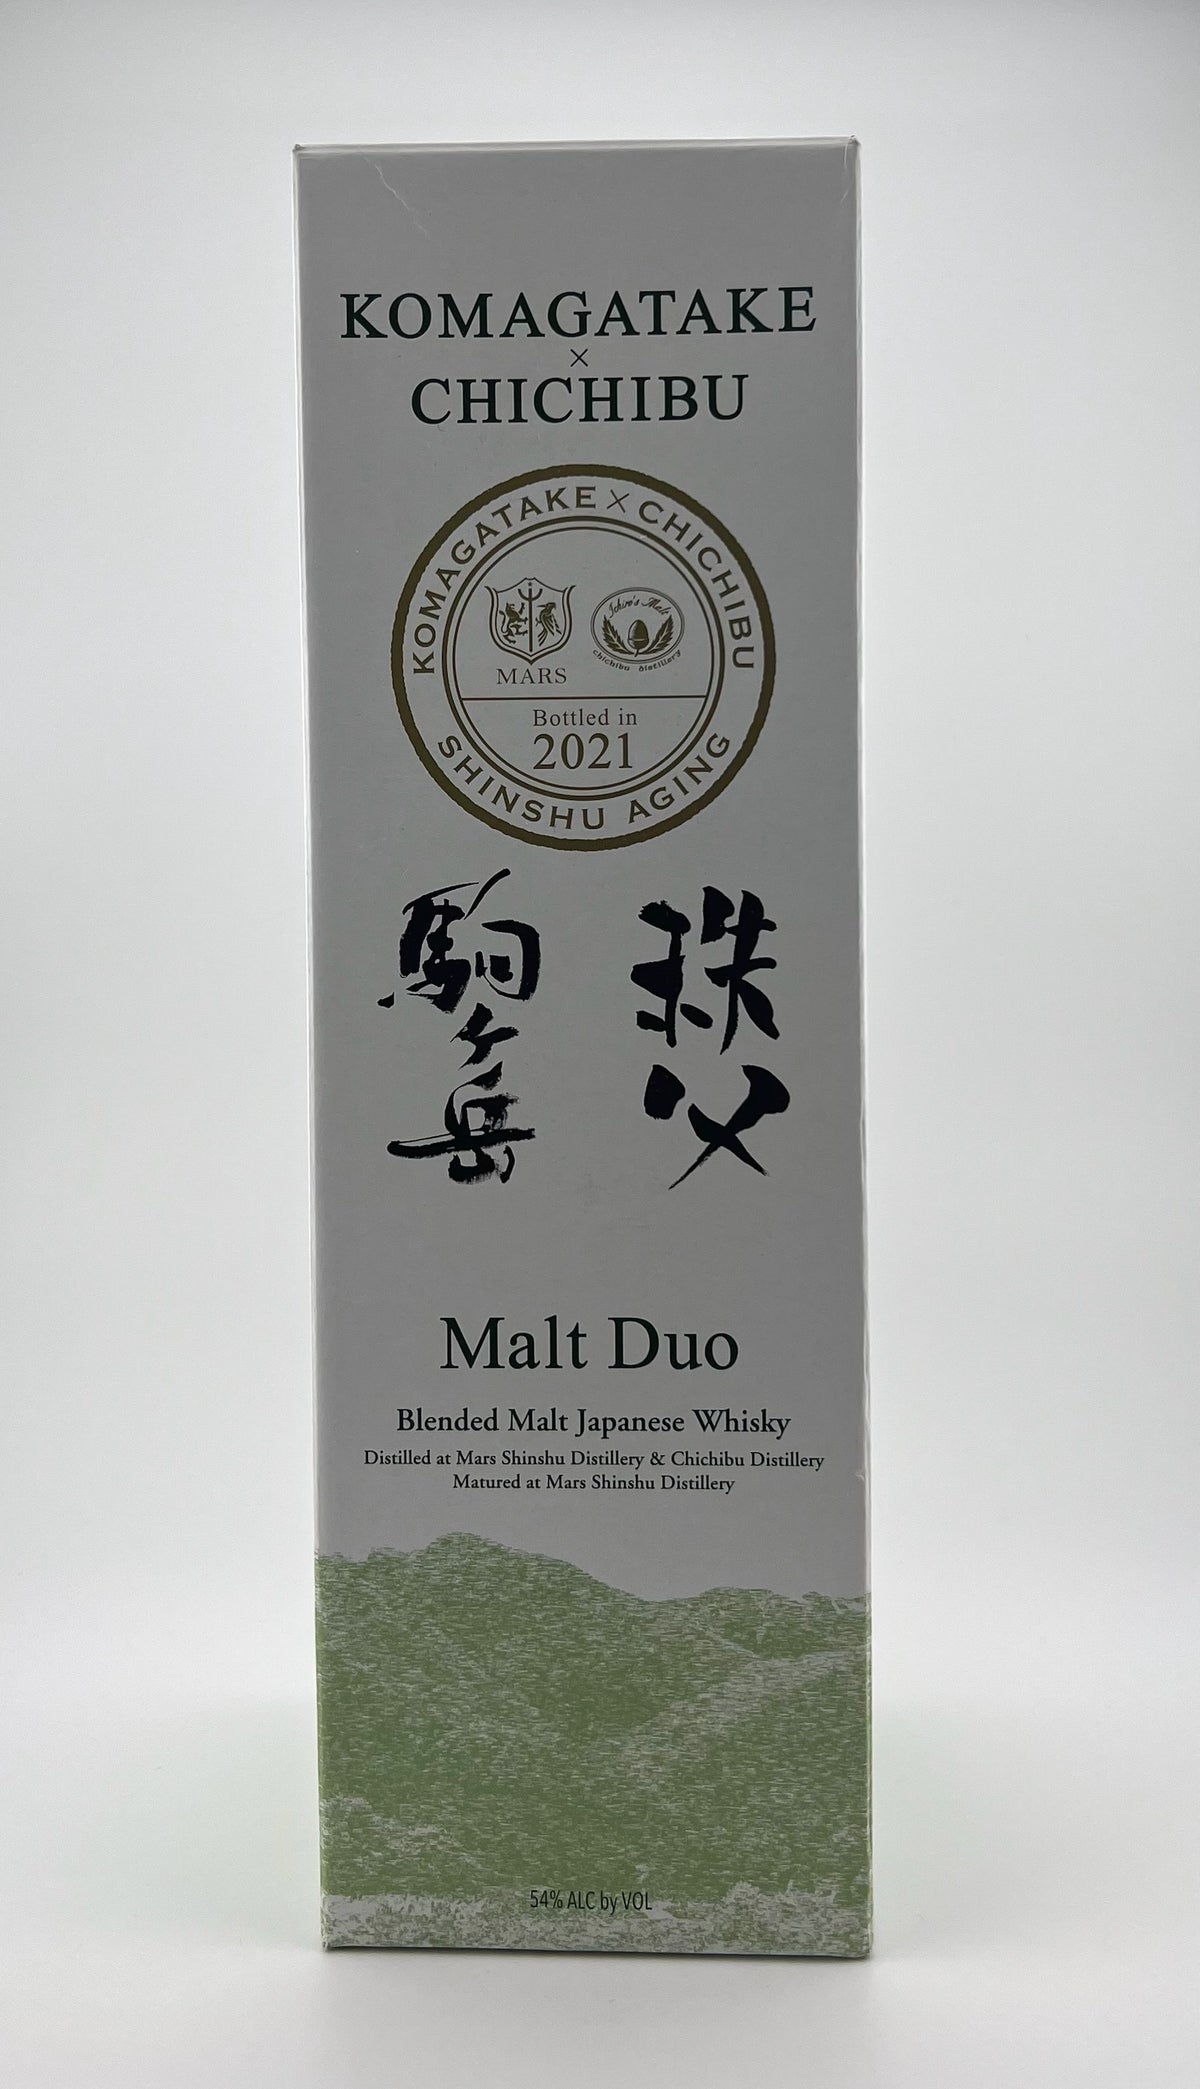 KOMAGATAKE
×
CHICHIBU
KOMAGATAKE×CHICHIBU
Ichiro's Malt
chichibu distillery
MARS
Bottled in
2021
SHINSHU AGING
駒ヶ岳
秩父
Malt Duo
Blended Malt Japanese Whisky
Distilled at Mars Shinshu Distillery & Chichibu Distillery
Matured at Mars Shinshu Distillery
54% ALC by VOL